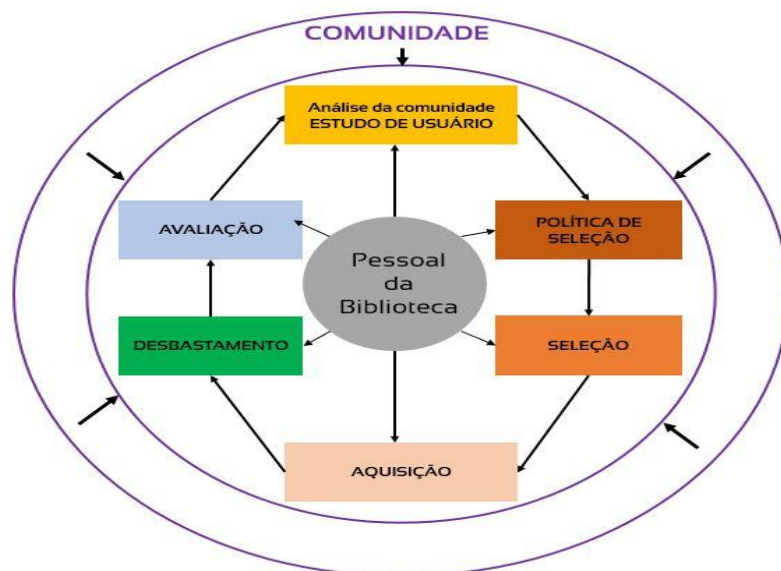 COMUNIDADE
Análise da comunidade
ESTUDO DE USUÁRIO
AVALIAÇÃO
POLÍTICA DE
SELEÇÃO
Pessoal
da
Biblioteca
DESBASTAMENTO
SELEÇÃO
AQUISIÇÃO